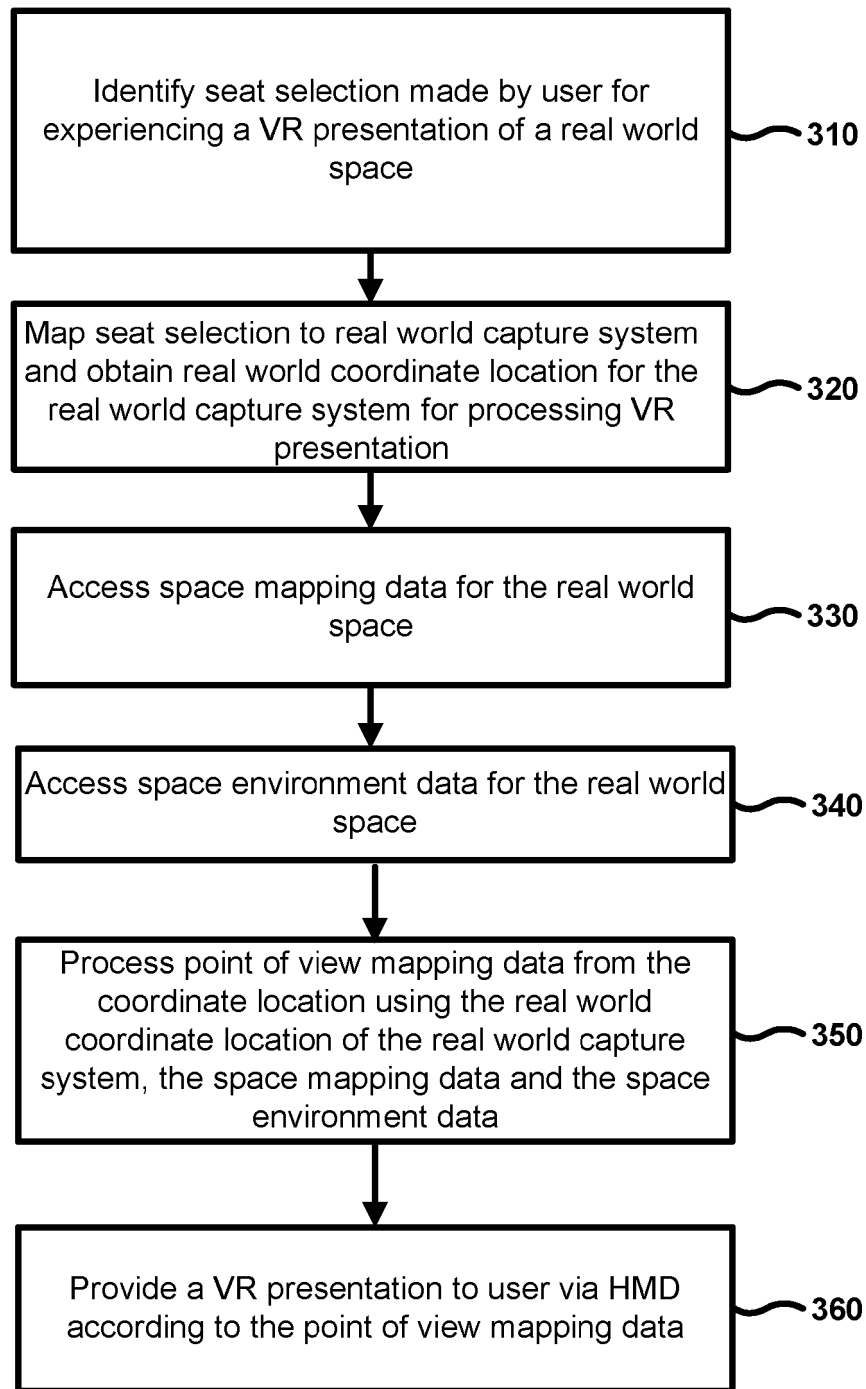 Identify seat selection made by user for
experiencing a VR presentation of a real world
space
310
Map seat selection to real world capture system
and obtain real world coordinate location for the
real world capture system for processing VR
presentation
320
Access space mapping data for the real world
space
330
Access space environment data for the real world
space
340
Process point of view mapping data from the
coordinate location using the real world
coordinate location of the real world capture
system, the space mapping data and the space
environment data
350
Provide a VR presentation to user via HMD
according to the point of view mapping data
360